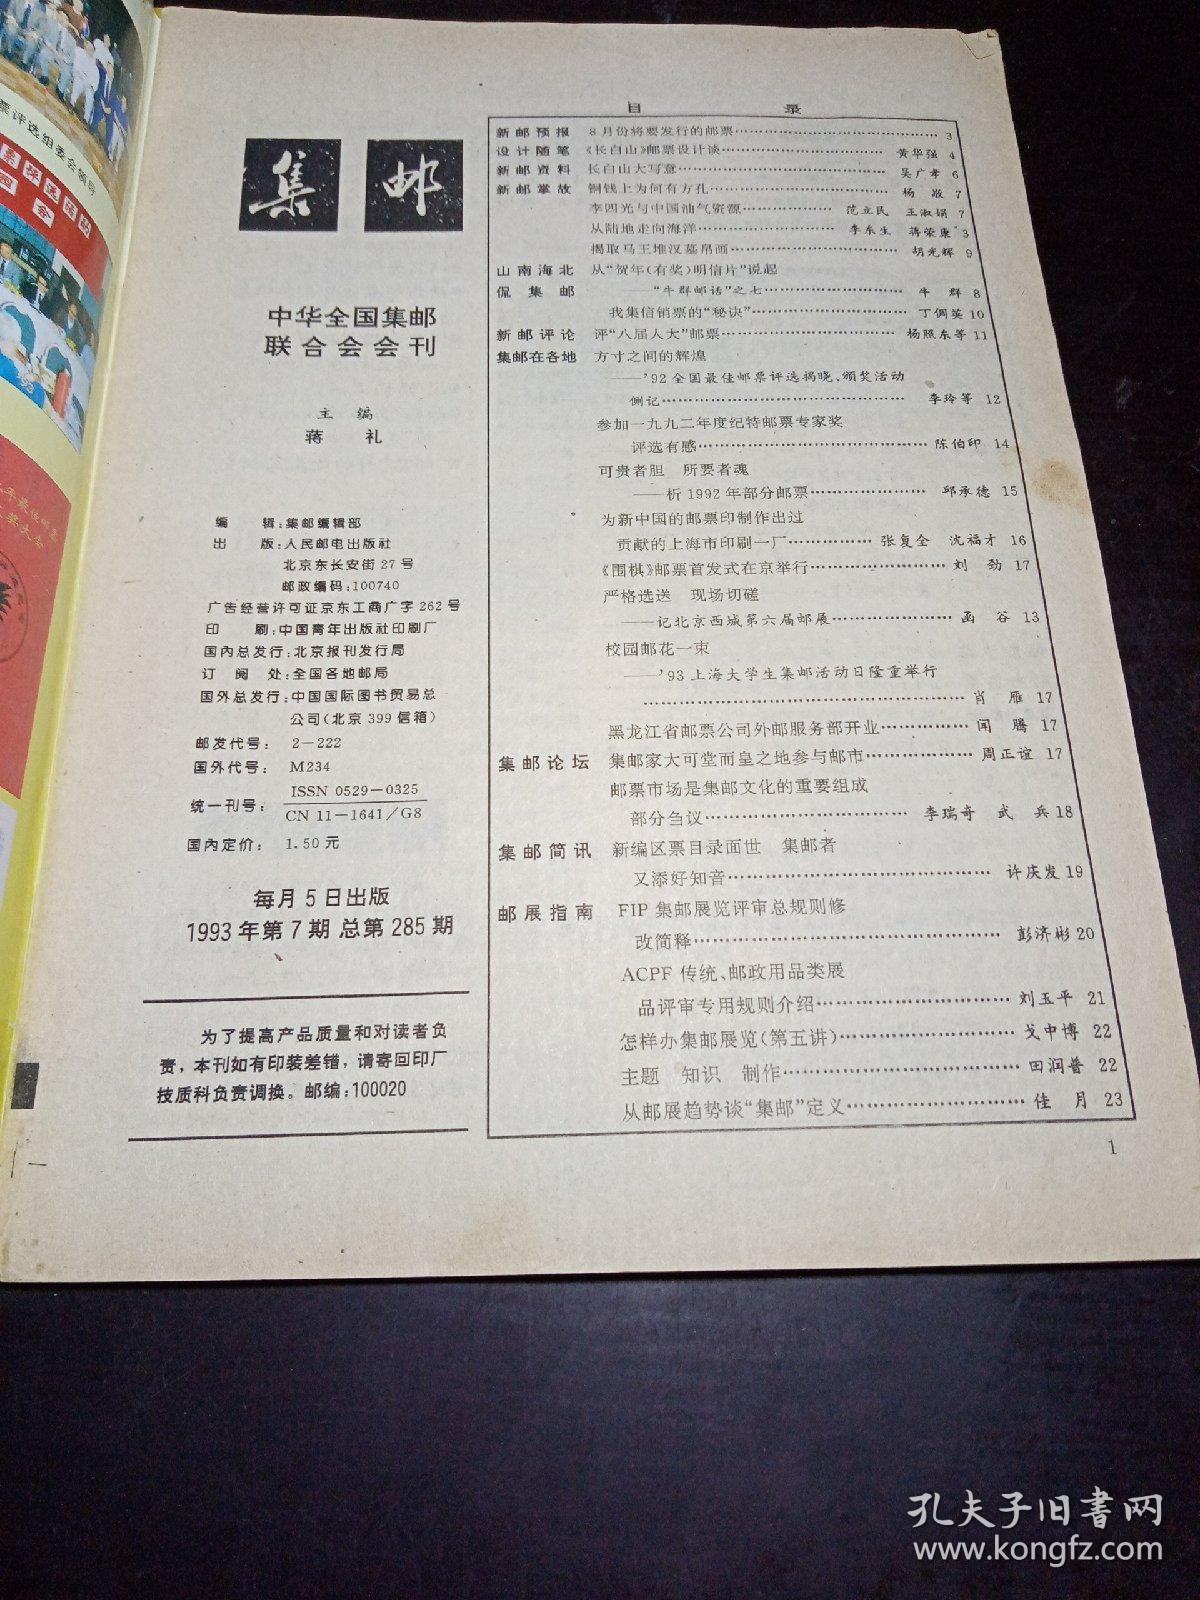 集邮
中华全国集邮
联合会会刊
主 编
蒋 礼
编 辑：集邮编辑部
出 版：人民邮电出版社
北京东长安街27号
邮政编码：100740
广告经营许可证京东工商广字262号
印 刷：中国青年出版社印刷厂
国内总发行：北京报刊发行局
订 阅 处：全国各地邮局
国外总发行：中国国际图书贸易总
公司（北京399信箱）
邮发代号： 2－222
国外代号： M234
统一刊号： ISSN 0529－0325
CN 11－1641/G8
国内定价： 1.50元
每月5日出版
1993年第7期 总第285期
为了提高产品质量和对读者负
责，本刊如有印装差错，请寄回印厂
技质科负责调换。邮编：100020
目 录
新邮预报 8月份将要发行的邮票……3
设计随笔 《长白山》邮票设计谈……黄华强 4
新邮资料 长白山大写意……吴广孝 6
新邮掌故 铜钱上为何有方孔……杨 敬 7
李四光与中国油气资源……范立民 王淑娟 7
从陆地走向海洋……李东生 蒋荣康 3
揭取马王堆汉墓帛画……胡光辉 9
山南海北 从“贺年（有奖）明信片”说起
侃集邮 ——“牛群邮话”之七……牛 群 8
我集信销票的“秘诀”……丁倜英 10
新邮评论 评“八届人大”邮票……杨照东等 11
集邮在各地 方寸之间的辉煌
——’92全国最佳邮票评选揭晓、颁奖活动
侧记……李玲等 12
参加一九九二年度纪特邮票专家奖
评选有感……陈伯印 14
可贵者胆 所要者魂
——析1992年部分邮票……邱承德 15
为新中国的邮票印制作出过
贡献的上海市印刷一厂……张复全 沈福才 16
《围棋》邮票首发式在京举行……刘 劲 17
严格选送 现场切磋
——记北京西城第六届邮展……函 谷 13
校园邮花一束
——’93上海大学生集邮活动日隆重举行
……肖 雁 17
黑龙江省邮票公司外邮服务部开业……闻 腾 17
集邮论坛 集邮家大可堂而皇之地参与邮市……周正谊 17
邮票市场是集邮文化的重要组成
部分刍议……李瑞奇 武 兵 18
集邮简讯 新编区票目录面世 集邮者
又添好知音……许庆发 19
邮展指南 FIP集邮展览评审总规则修
改简释……彭济彬 20
ACPF传统、邮政用品类展
品评审专用规则介绍……刘玉平 21
怎样办集邮展览（第五讲）……戈中博 22
主题 知识 制作……田润普 22
从邮展趋势谈“集邮”定义……佳 月 23
1
票评选组委会领导
孔夫子旧书网
www.kongfz.com